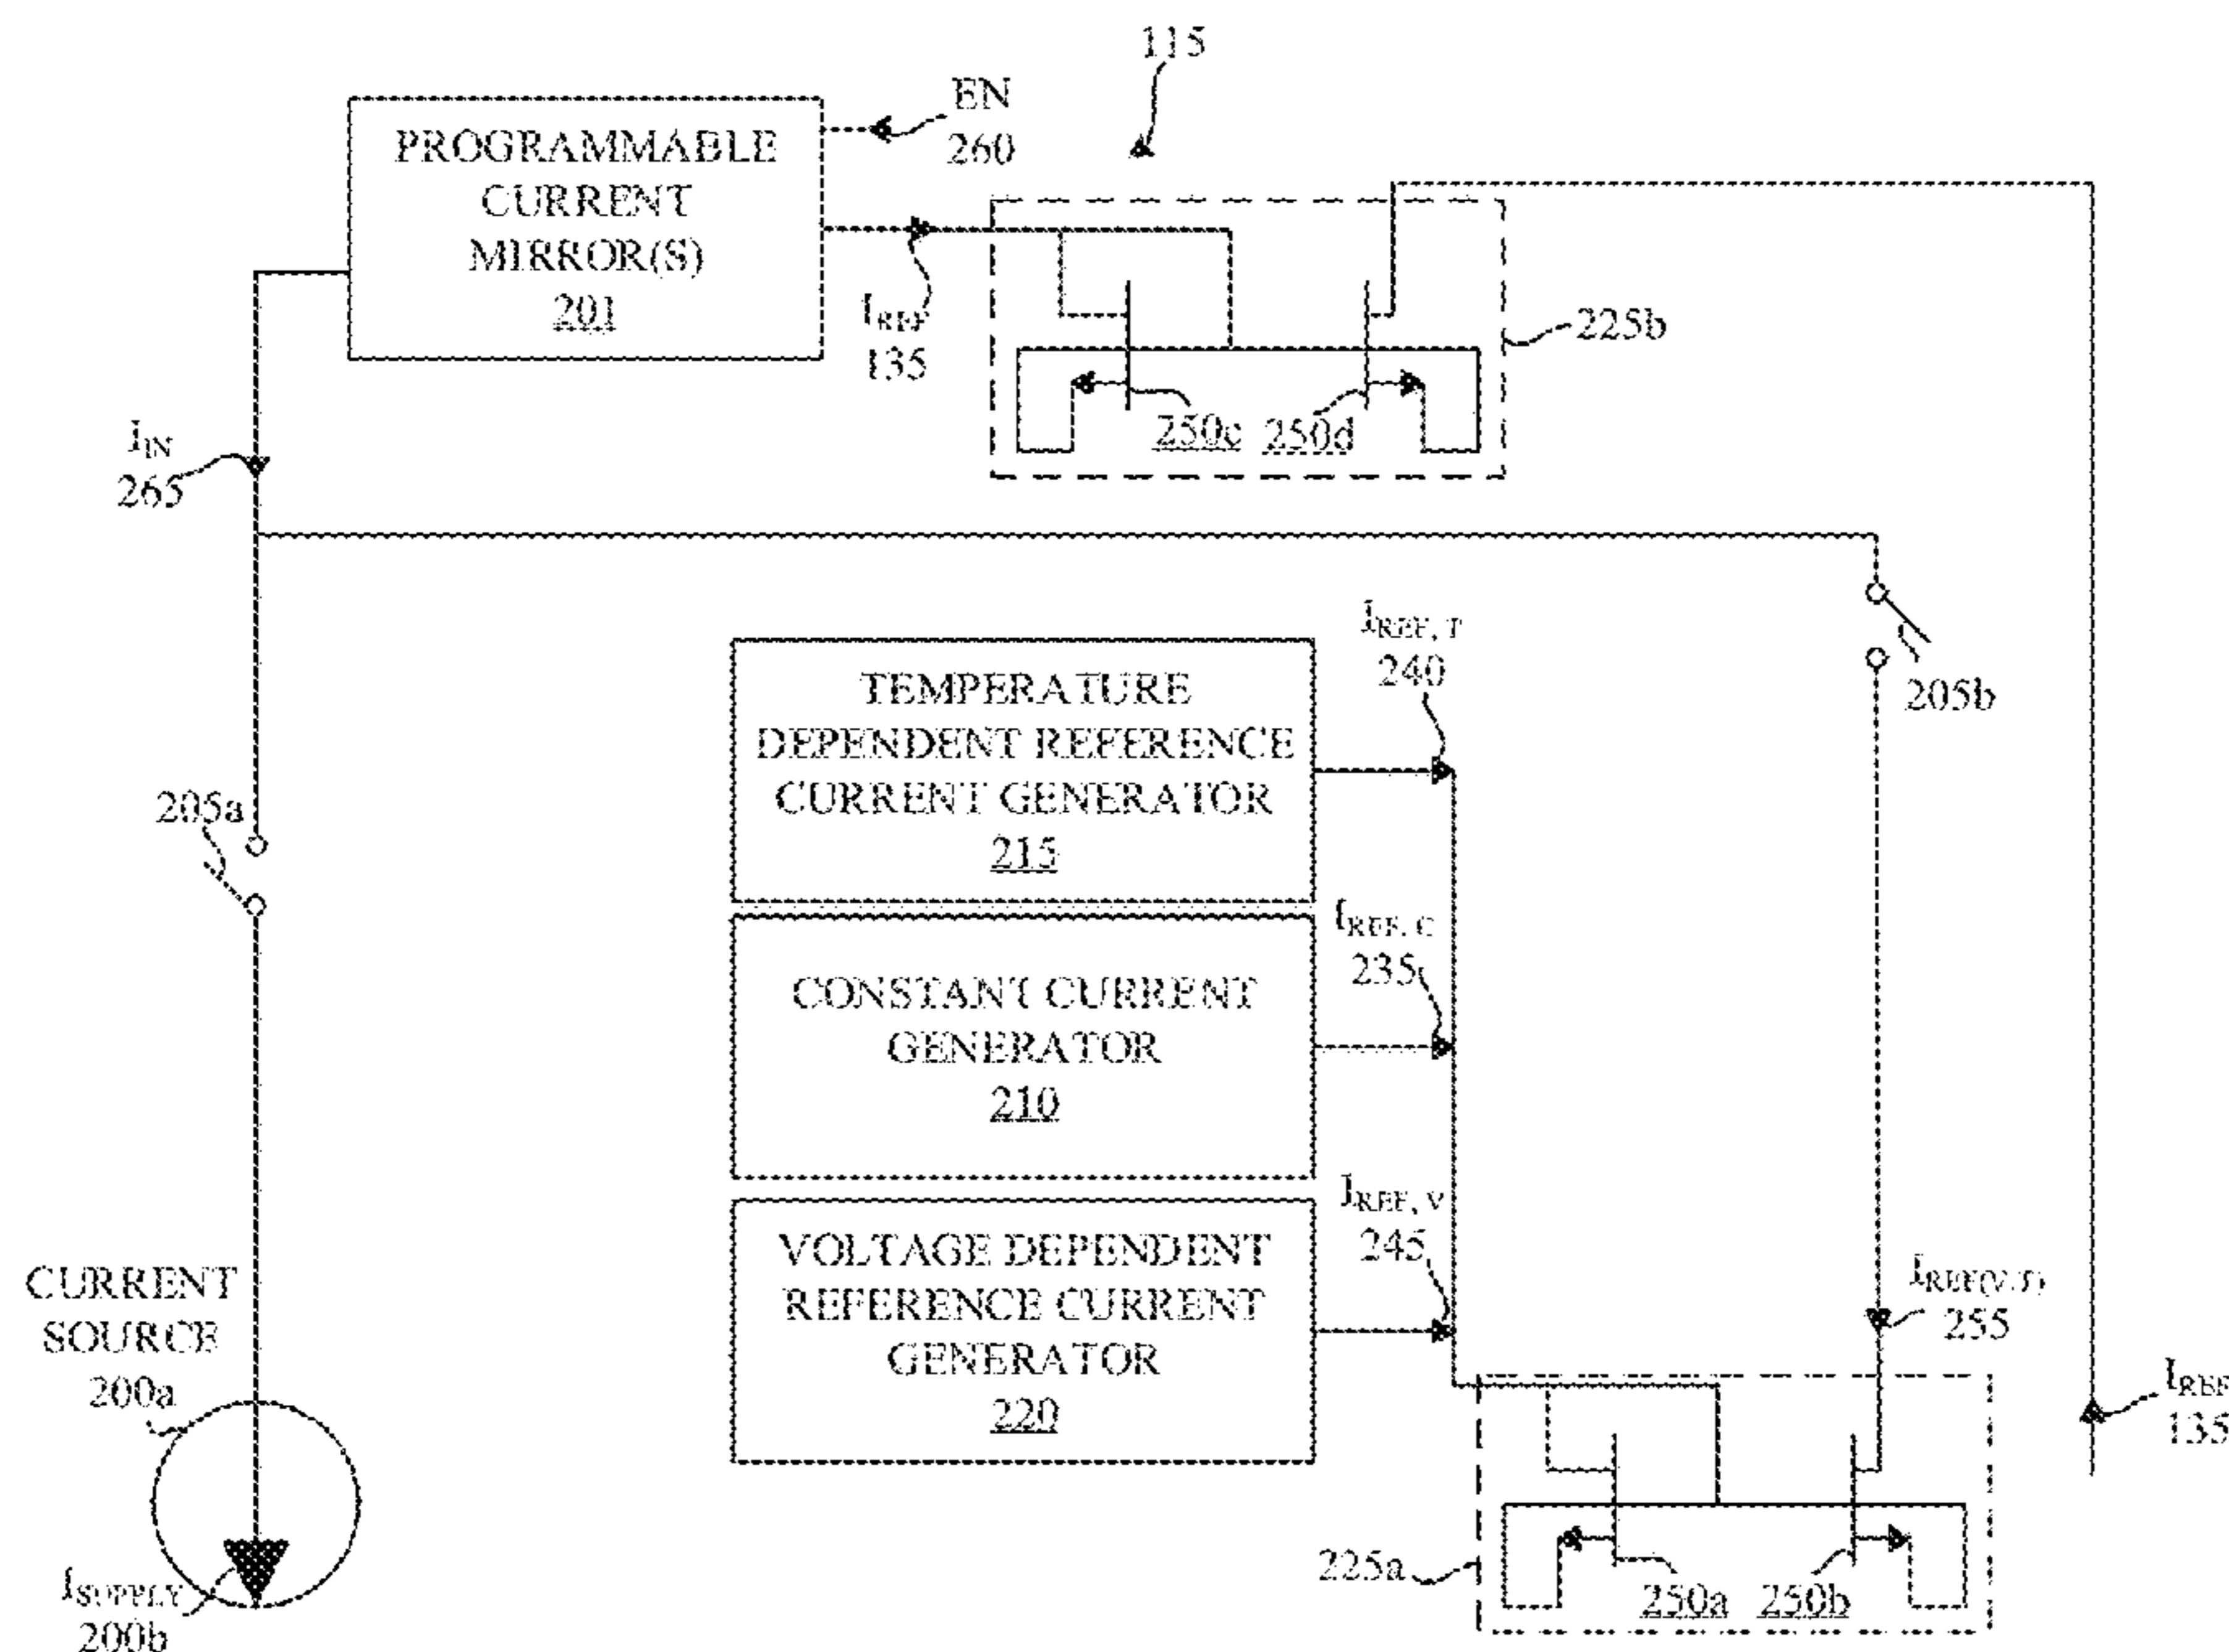 115
EN
260
PROGRAMMABLE
CURRENT
MIRROR(S)
201
IREF
135
225b
250c
250d
IIN
265
205b
IREF, T
240
TEMPERATURE
DEPENDENT REFERENCE
CURRENT GENERATOR
215
205a
IREF, C
235
CONSTANT CURRENT
GENERATOR
210
IREF, V
245
VOLTAGE DEPENDENT
REFERENCE CURRENT
GENERATOR
220
IREF(V,T)
255
CURRENT
SOURCE
200a
IREF
135
225a
250a
250b
ISUPPLY
200b